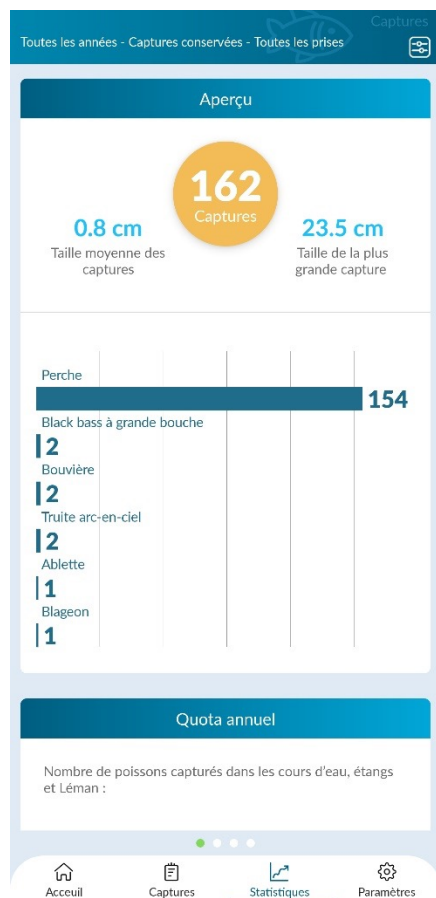 Captures
Toutes les années - Captures conservées - Toutes les prises
Aperçu
162
Captures
0.8 cm
Taille moyenne des
captures
23.5 cm
Taille de la plus
grande capture
Perche
154
Black bass à grande bouche
2
Bouvière
2
Truite arc-en-ciel
2
Ablette
1
Blageon
1
Quota annuel
Nombre de poissons capturés dans les cours d'eau, étangs
et Léman :
Acceuil
Captures
Statistiques
Paramètres